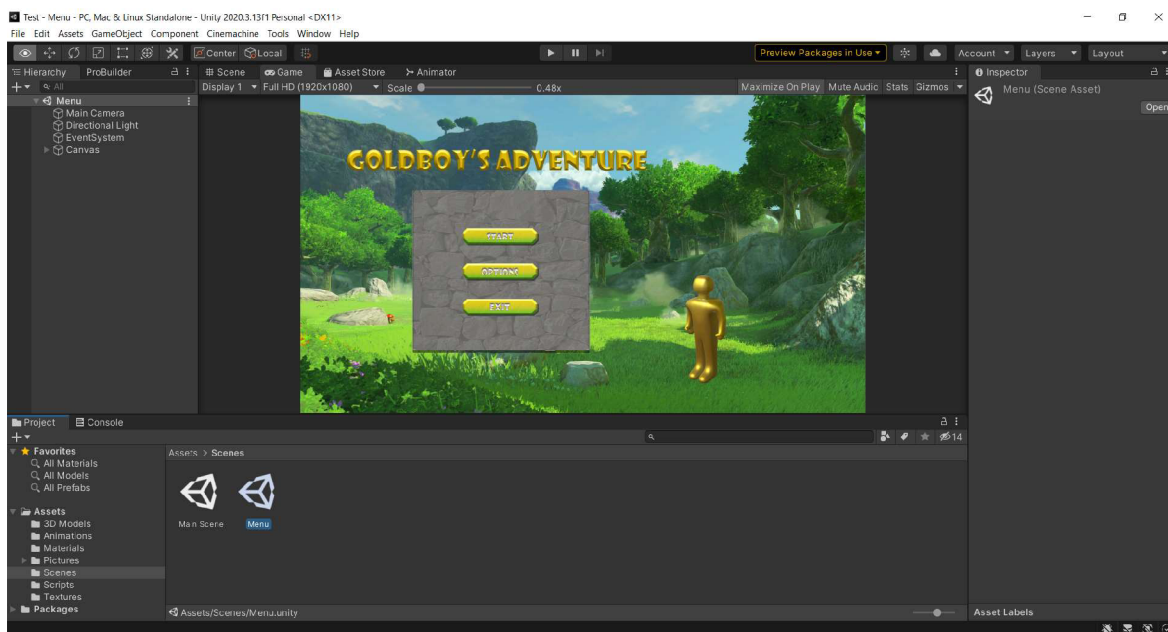 Test - Menu - PC, Mac & Linux Standalone - Unity 2020.3.13f1 Personal <DX11>
File Edit Assets GameObject Component Cinemachine Tools Window Help
Center Local Preview Packages in Use Account Layers Layout
Hierarchy ProBuilder # Scene Game Asset Store Animator Inspector
All Display 1 Full HD (1920x1080) Scale 0.48x Maximize On Play Mute Audio Stats Gizmos
Menu (Scene Asset)
Open
Menu
Main Camera
Directional Light
EventSystem
Canvas
GOLDBOY'S ADVENTURE
START
OPTIONS
EXIT
Project Console
14
Favorites
All Materials
All Models
All Prefabs
Assets
3D Models
Animations
Materials
Pictures
Scenes
Scripts
Textures
Packages
Assets > Scenes
Main Scene Menu
Assets/Scenes/Menu.unity
Asset Labels